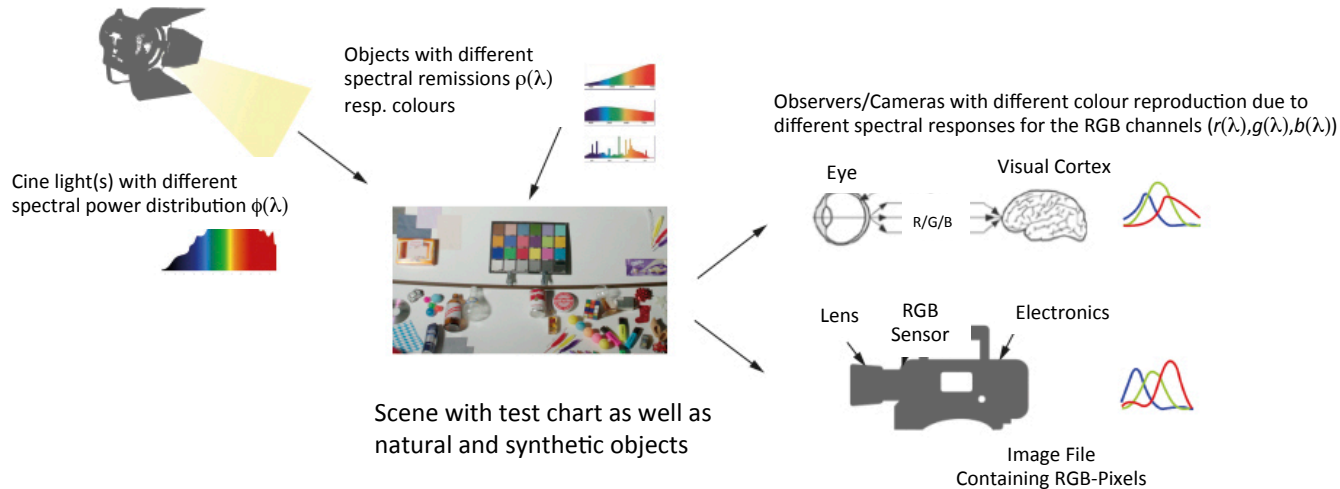 Objects with different
spectral remissions ρ(λ)
resp. colours
Cine light(s) with different
spectral power distribution ϕ(λ)
Observers/Cameras with different colour reproduction due to
different spectral responses for the RGB channels (r(λ),g(λ),b(λ))
Eye
Visual Cortex
R/G/B
Lens
RGB
Sensor
Electronics
Scene with test chart as well as
natural and synthetic objects
Image File
Containing RGB-Pixels